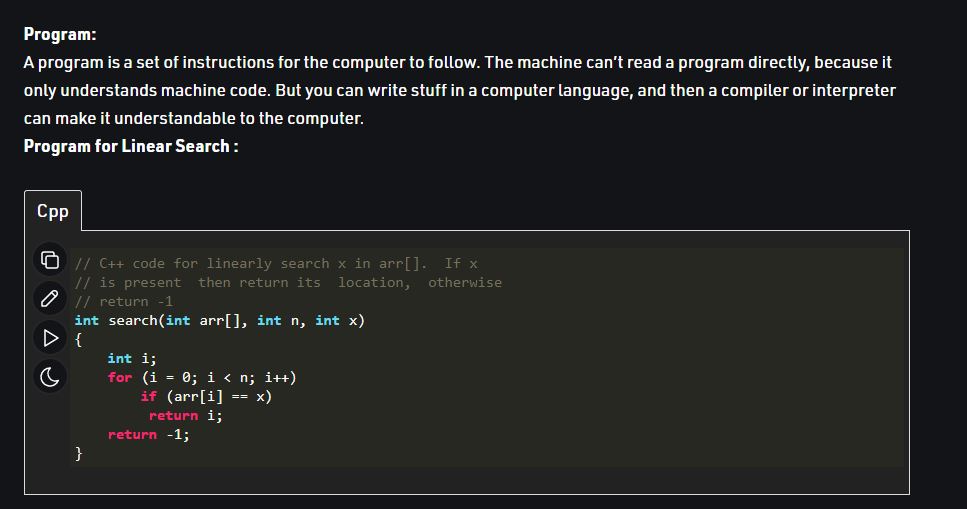 Program:
A program is a set of instructions for the computer to follow. The machine can't read a program directly, because it
only understands machine code. But you can write stuff in a computer language, and then a compiler or interpreter
can make it understandable to the computer.
Program for Linear Search :
Cpp
// C++ code for linearly search x in arr[].  If x
// is present  then return its  location,  otherwise
// return -1
int search(int arr[], int n, int x)
{
    int i;
    for (i = 0; i < n; i++)
        if (arr[i] == x)
         return i;
    return -1;
}